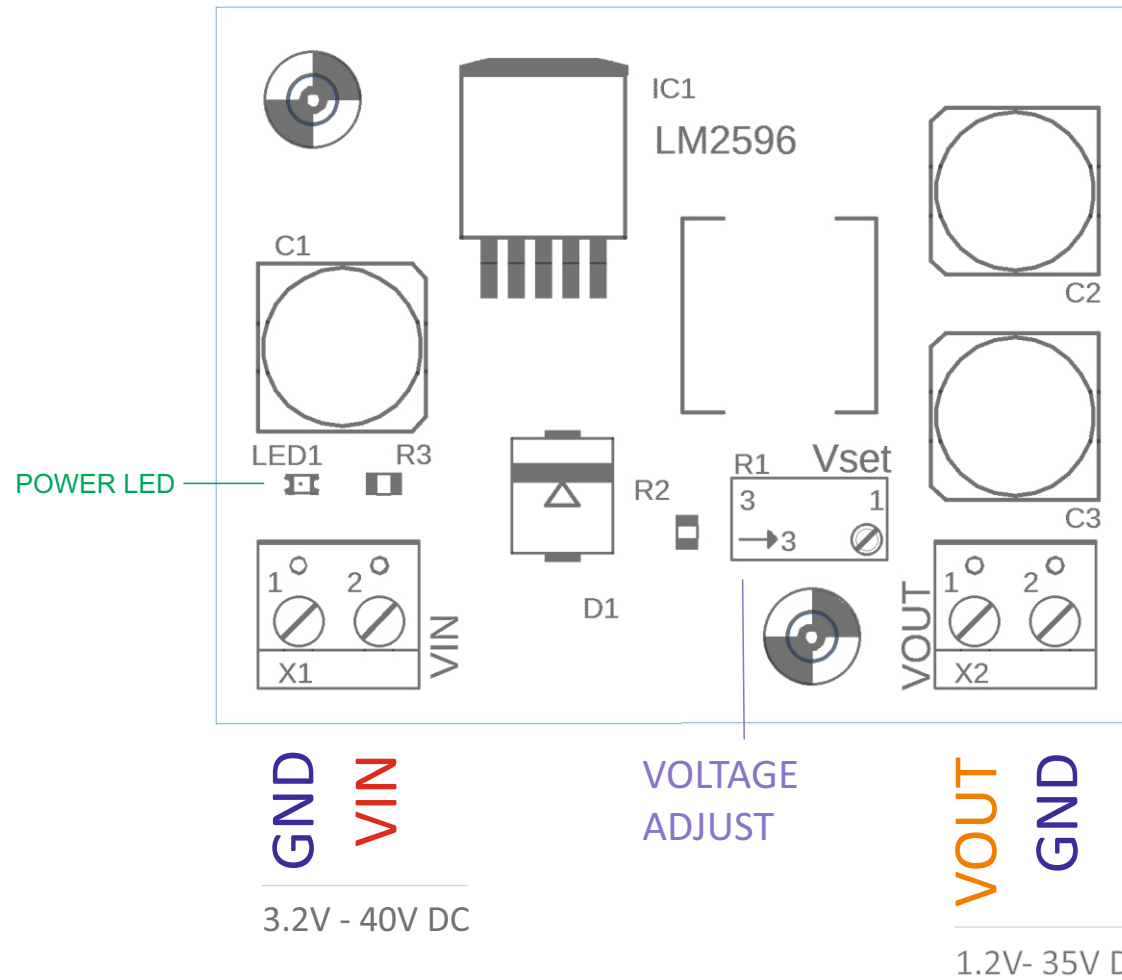 IC1
LM2596
C1
C2
LED1
R3
POWER LED
R2
R1
Vset
3
1
3
C3
1
2
VIN
X1
D1
VOUT
1
2
X2
GND
VIN
VOLTAGE
ADJUST
VOUT
GND
3.2V - 40V DC
1.2V- 35V D